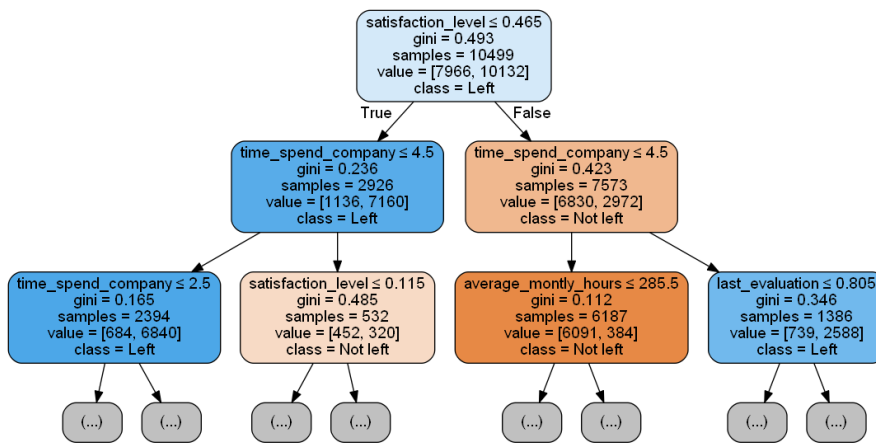 satisfaction_level ≤ 0.465
gini = 0.493
samples = 10499
value = [7966, 10132]
class = Left
True
False
time_spend_company ≤ 4.5
gini = 0.236
samples = 2926
value = [1136, 7160]
class = Left
time_spend_company ≤ 4.5
gini = 0.423
samples = 7573
value = [6830, 2972]
class = Not left
time_spend_company ≤ 2.5
gini = 0.165
samples = 2394
value = [684, 6840]
class = Left
satisfaction_level ≤ 0.115
gini = 0.485
samples = 532
value = [452, 320]
class = Not left
average_montly_hours ≤ 285.5
gini = 0.112
samples = 6187
value = [6091, 384]
class = Not left
last_evaluation ≤ 0.805
gini = 0.346
samples = 1386
value = [739, 2588]
class = Left
(...)
(...)
(...)
(...)
(...)
(...)
(...)
(...)